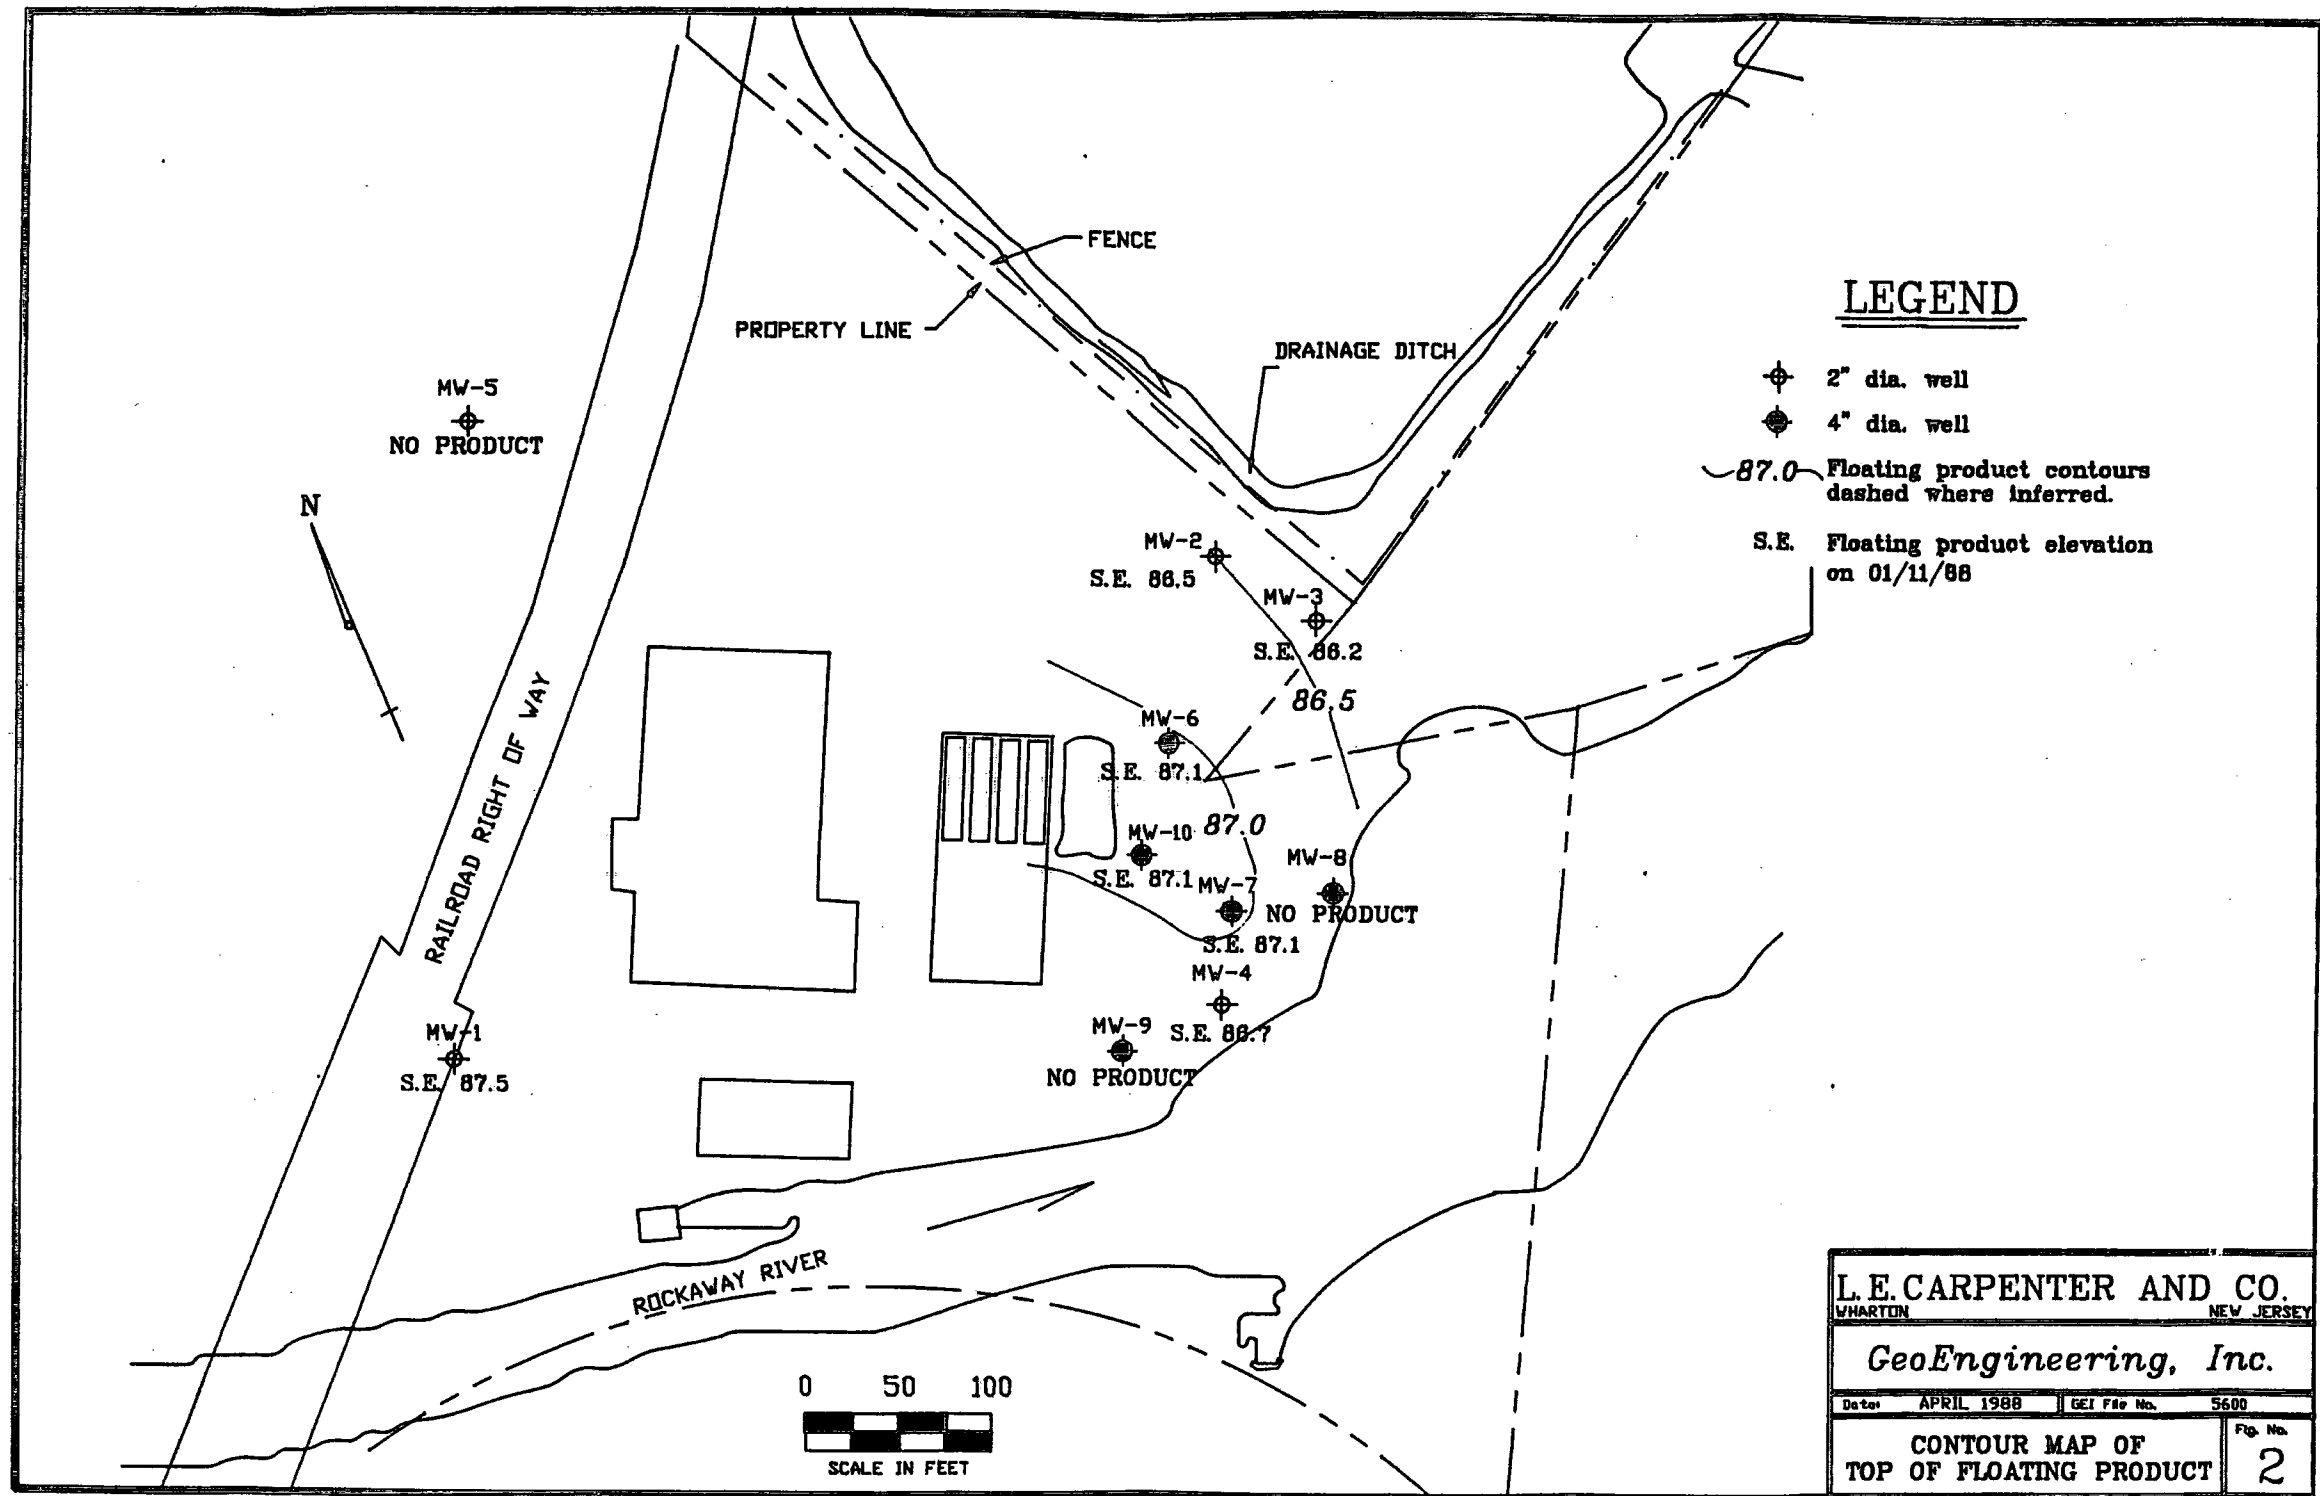 FENCE
PROPERTY LINE
DRAINAGE DITCH
LEGEND
2" dia. well
4" dia. well
87.0
Floating product contours
dashed where inferred.
S.E.
Floating product elevation
on 01/11/88
MW-5
NO PRODUCT
N
MW-2
S.E. 86.5
MW-3
S.E. 86.2
86.5
MW-6
S.E. 87.1
87.0
MW-10
S.E. 87.1
MW-7
S.E. 87.1
MW-8
NO PRODUCT
MW-4
S.E. 86.7
MW-9
NO PRODUCT
RAILROAD RIGHT OF WAY
MW-1
S.E. 87.5
ROCKAWAY RIVER
0 50 100
SCALE IN FEET
L.E. CARPENTER AND CO.
WHARTON NEW JERSEY
GeoEngineering, Inc.
Date: APRIL 1988 GEI File No. 5600
CONTOUR MAP OF
TOP OF FLOATING PRODUCT
Fig. No.
2